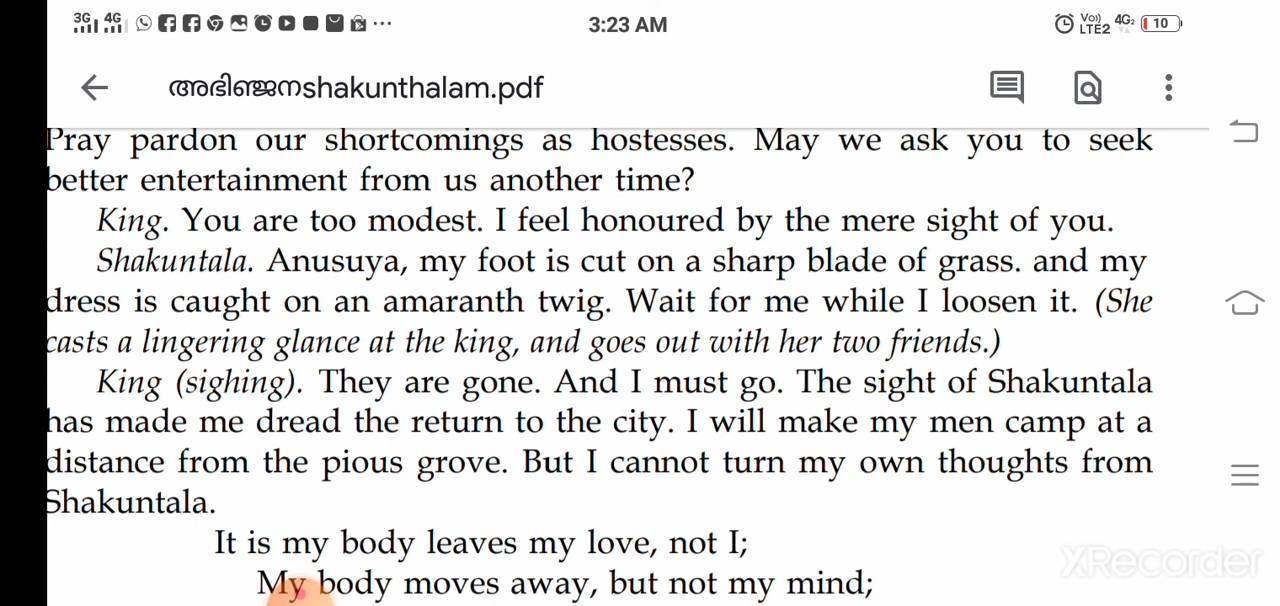 3G 4G 3:23 AM Vo)) LTE2 4G2 10
അഭിഞ്ജനshakunthalam.pdf
Pray pardon our shortcomings as hostesses. May we ask you to seek
better entertainment from us another time?
King. You are too modest. I feel honoured by the mere sight of you.
Shakuntala. Anusuya, my foot is cut on a sharp blade of grass. and my
dress is caught on an amaranth twig. Wait for me while I loosen it. (She
casts a lingering glance at the king, and goes out with her two friends.)
King (sighing). They are gone. And I must go. The sight of Shakuntala
has made me dread the return to the city. I will make my men camp at a
distance from the pious grove. But I cannot turn my own thoughts from
Shakuntala.
It is my body leaves my love, not I;
My body moves away, but not my mind;
XRecorder